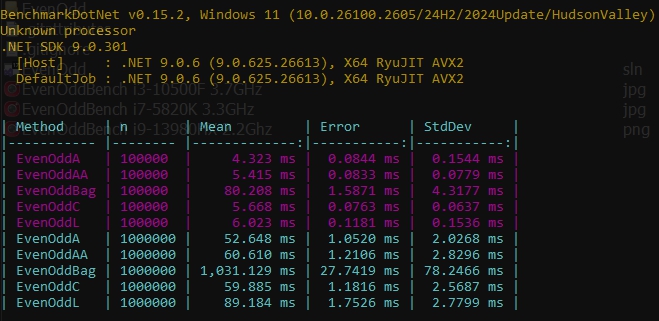 BenchmarkDotNet v0.15.2, Windows 11 (10.0.26100.2605/24H2/2024Update/HudsonValley)
Unknown processor
.NET SDK 9.0.301
[Host]     : .NET 9.0.6 (9.0.625.26613), X64 RyuJIT AVX2
DefaultJob : .NET 9.0.6 (9.0.625.26613), X64 RyuJIT AVX2
EvenOdd
EvenOddBench i3-10500F 3.7GHz
EvenOddBench i7-5820K 3.3GHz
sln
jpg
jpg
png
| Method     | n       | Mean         | Error      | StdDev     |
|----------- |-------- |-------------:|-----------:|-----------:|
| EvenOddA   | 100000  |     4.323 ms |  0.0844 ms |  0.1544 ms |
| EvenOddAA  | 100000  |     5.415 ms |  0.0833 ms |  0.0779 ms |
| EvenOddBag | 100000  |    80.208 ms |  1.5871 ms |  4.3177 ms |
| EvenOddC   | 100000  |     5.668 ms |  0.0763 ms |  0.0637 ms |
| EvenOddL   | 100000  |     6.023 ms |  0.1181 ms |  0.1536 ms |
| EvenOddA   | 1000000 |    52.648 ms |  1.0520 ms |  2.0268 ms |
| EvenOddAA  | 1000000 |    60.610 ms |  1.2106 ms |  2.8296 ms |
| EvenOddBag | 1000000 | 1,031.129 ms | 27.7419 ms | 78.2466 ms |
| EvenOddC   | 1000000 |    59.885 ms |  1.1816 ms |  2.5687 ms |
| EvenOddL   | 1000000 |    89.184 ms |  1.7526 ms |  2.7799 ms |